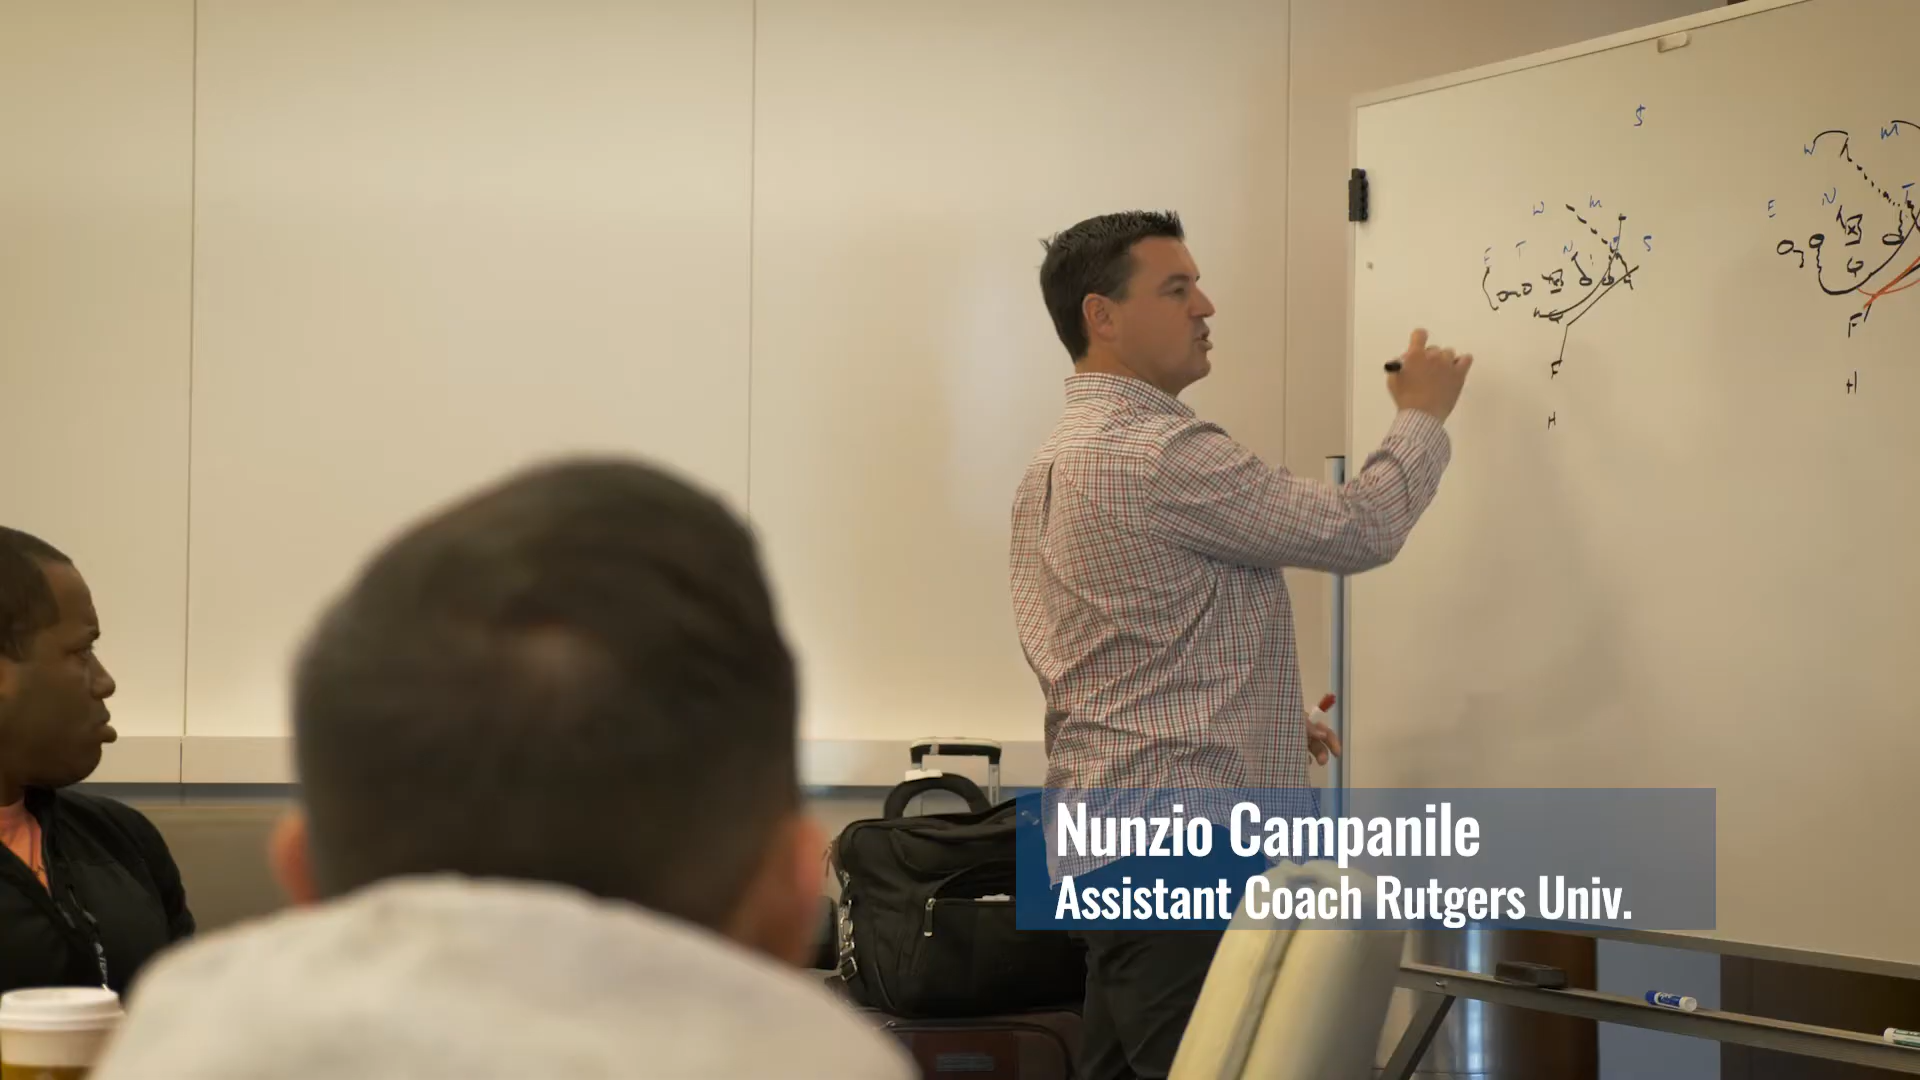 S
W M
W M
E T N S
E N T
F
F
H
H
Nunzio Campanile
Assistant Coach Rutgers Univ.